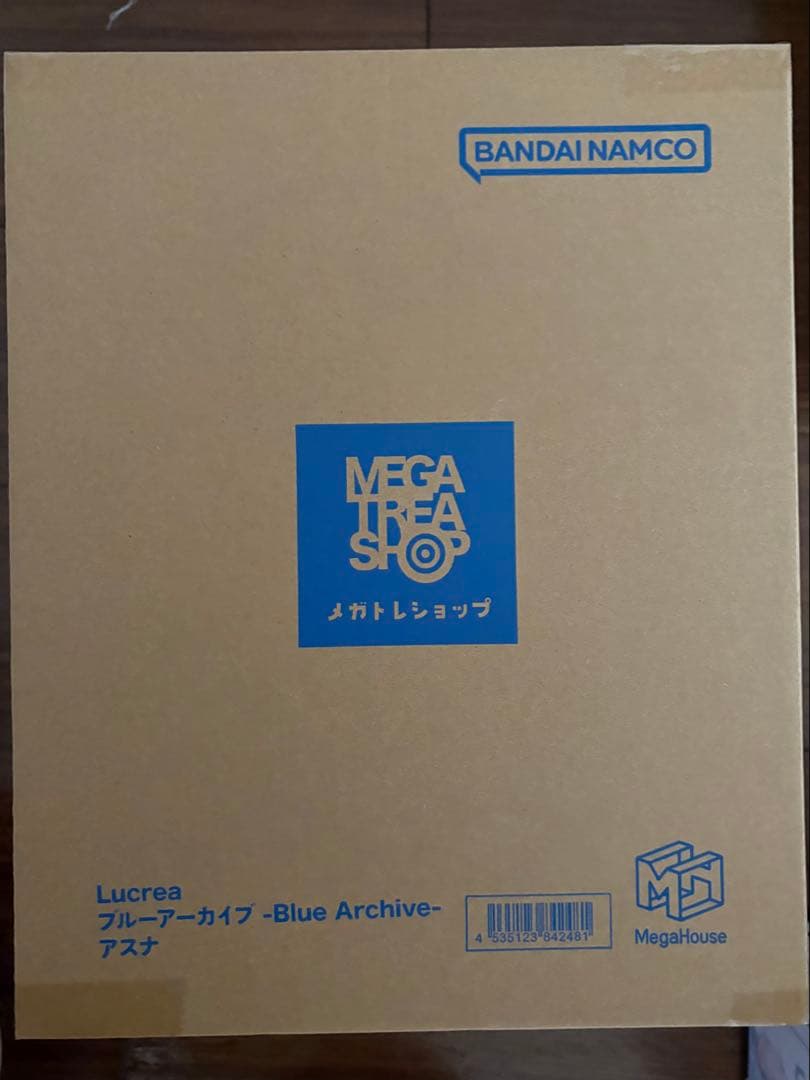 BANDAI NAMCO
MEGA
TREA
SHOP
メガトレショップ
Lucrea
ブルーアーカイブ -Blue Archive-
アスナ
4 535123 842481
MegaHouse